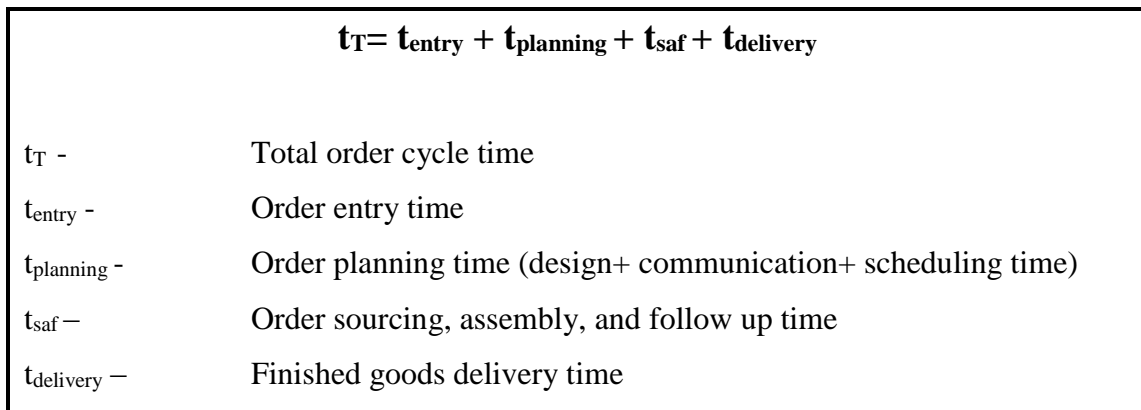 tT= tentry + tplanning + tsaf + tdelivery
tT - Total order cycle time
tentry - Order entry time
tplanning - Order planning time (design+ communication+ scheduling time)
tsaf – Order sourcing, assembly, and follow up time
tdelivery – Finished goods delivery time